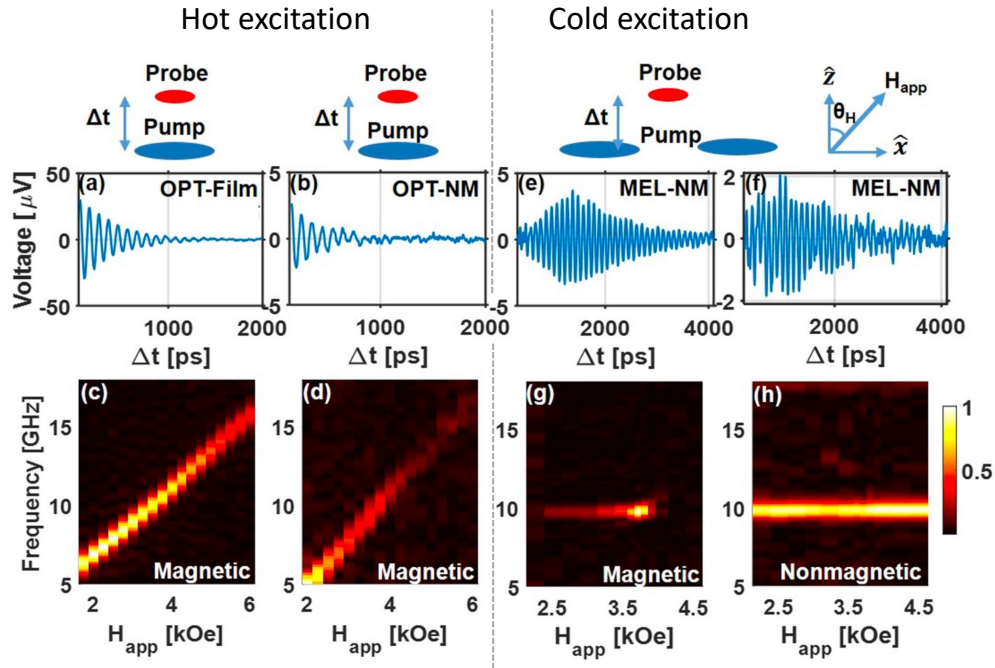 Hot excitation
Cold excitation
Probe
Δt
Pump
Probe
Δt
Pump
Probe
Δt
Pump
ẑ
H_app
θ_H
x̂
Voltage [μV]
50
0
-50
(a)
OPT-Film
1000
2000
Δt [ps]
5
0
-5
(b)
OPT-NM
1000
2000
Δt [ps]
5
0
-5
(e)
MEL-NM
2000
4000
Δt [ps]
2
0
-2
(f)
MEL-NM
2000
4000
Δt [ps]
Frequency [GHz]
15
10
5
(c)
Magnetic
2
4
6
H_app [kOe]
15
10
5
(d)
Magnetic
2
4
6
H_app [kOe]
15
10
5
(g)
Magnetic
2.5
3.5
4.5
H_app [kOe]
15
10
5
(h)
Nonmagnetic
2.5
3.5
4.5
H_app [kOe]
1
0.5